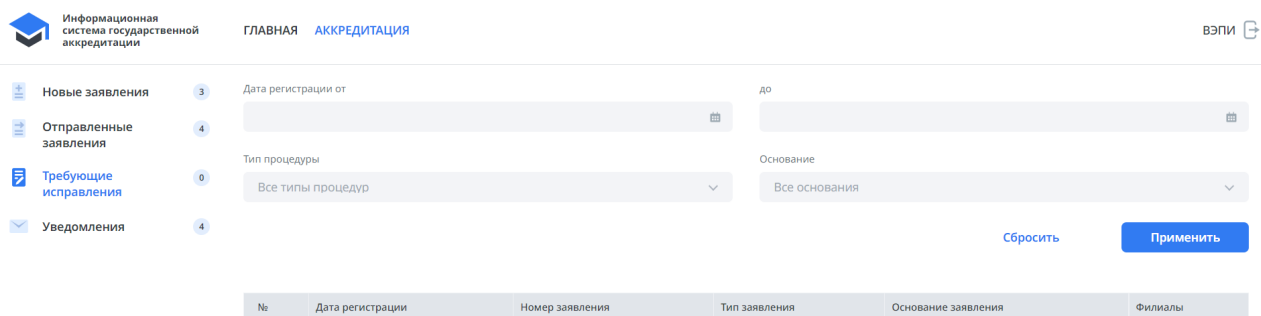 Информационная
система государственной
аккредитации
ГЛАВНАЯ АККРЕДИТАЦИЯ
ВЭПИ
Новые заявления 3
Отправленные
заявления 4
Требующие
исправления 0
Уведомления 4
Дата регистрации от
до
Тип процедуры
Основание
Все типы процедур
Все основания
Сбросить
Применить
№ Дата регистрации Номер заявления Тип заявления Основание заявления Филиалы